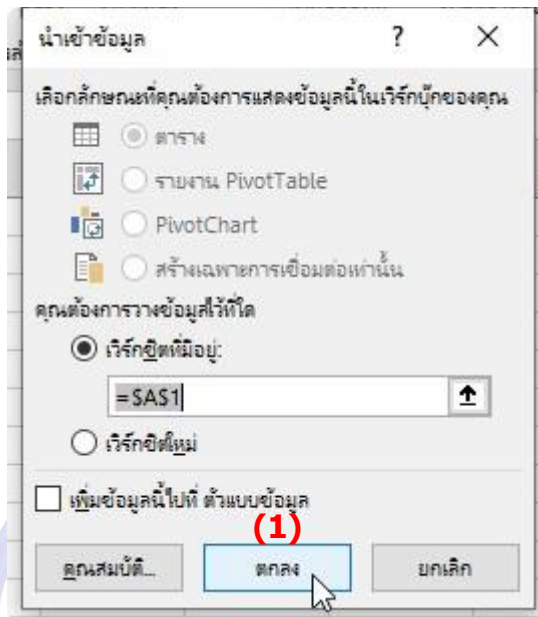 นำเข้าข้อมูล ? ×
เลือกลักษณะที่คุณต้องการแสดงข้อมูลนี้ในเวิร์กบุ๊กของคุณ
ตาราง
รายงาน PivotTable
PivotChart
สร้างเฉพาะการเชื่อมต่อเท่านั้น
คุณต้องการวางข้อมูลไว้ที่ใด
เวิร์กชีตที่มีอยู่:
=$A$1
เวิร์กชีตใหม่
เพิ่มข้อมูลนี้ไปที่ ตัวแบบข้อมูล
(1)
คุณสมบัติ... ตกลง ยกเลิก